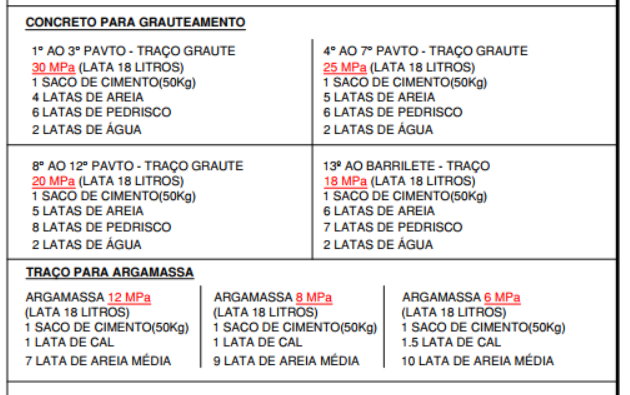 CONCRETO PARA GRAUTEAMENTO
1º AO 3º PAVTO - TRAÇO GRAUTE
30 MPa (LATA 18 LITROS)
1 SACO DE CIMENTO(50Kg)
4 LATAS DE AREIA
6 LATAS DE PEDRISCO
2 LATAS DE ÁGUA
4º AO 7º PAVTO - TRAÇO GRAUTE
25 MPa (LATA 18 LITROS)
1 SACO DE CIMENTO(50Kg)
5 LATAS DE AREIA
6 LATAS DE PEDRISCO
2 LATAS DE ÁGUA
8º AO 12º PAVTO - TRAÇO GRAUTE
20 MPa (LATA 18 LITROS)
1 SACO DE CIMENTO(50Kg)
5 LATAS DE AREIA
8 LATAS DE PEDRISCO
2 LATAS DE ÁGUA
13º AO BARRILETE - TRAÇO
18 MPa (LATA 18 LITROS)
1 SACO DE CIMENTO(50Kg)
6 LATAS DE AREIA
7 LATAS DE PEDRISCO
2 LATAS DE ÁGUA
TRAÇO PARA ARGAMASSA
ARGAMASSA 12 MPa
(LATA 18 LITROS)
1 SACO DE CIMENTO(50Kg)
1 LATA DE CAL
7 LATA DE AREIA MÉDIA
ARGAMASSA 8 MPa
(LATA 18 LITROS)
1 SACO DE CIMENTO(50Kg)
1 LATA DE CAL
9 LATA DE AREIA MÉDIA
ARGAMASSA 6 MPa
(LATA 18 LITROS)
1 SACO DE CIMENTO(50Kg)
1.5 LATA DE CAL
10 LATA DE AREIA MÉDIA